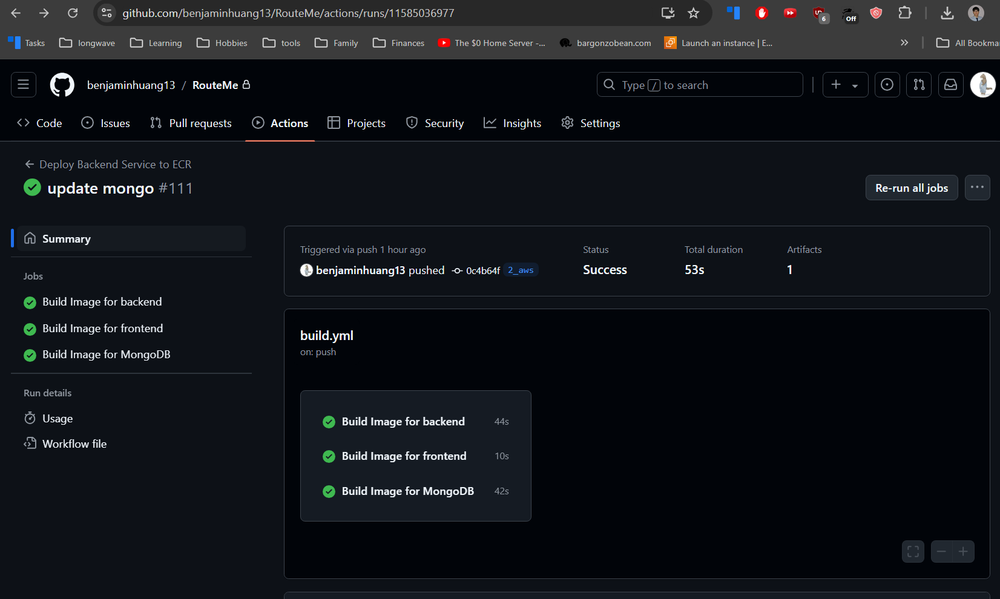 github.com/benjaminhuang13/RouteMe/actions/runs/11585036977
6
Off
Tasks
longwave
Learning
Hobbies
tools
Family
Finances
The $0 Home Server -...
bargonzobean.com
Launch an instance | E...
All Bookma
benjaminhuang13 / RouteMe
Type / to search
Code
Issues
Pull requests
Actions
Projects
Security
Insights
Settings
Deploy Backend Service to ECR
update mongo #111
Re-run all jobs
Summary
Jobs
Build Image for backend
Build Image for frontend
Build Image for MongoDB
Run details
Usage
Workflow file
Triggered via push 1 hour ago
benjaminhuang13 pushed 0c4b64f 2_aws
Status
Success
Total duration
53s
Artifacts
1
build.yml
on: push
Build Image for backend 44s
Build Image for frontend 10s
Build Image for MongoDB 42s